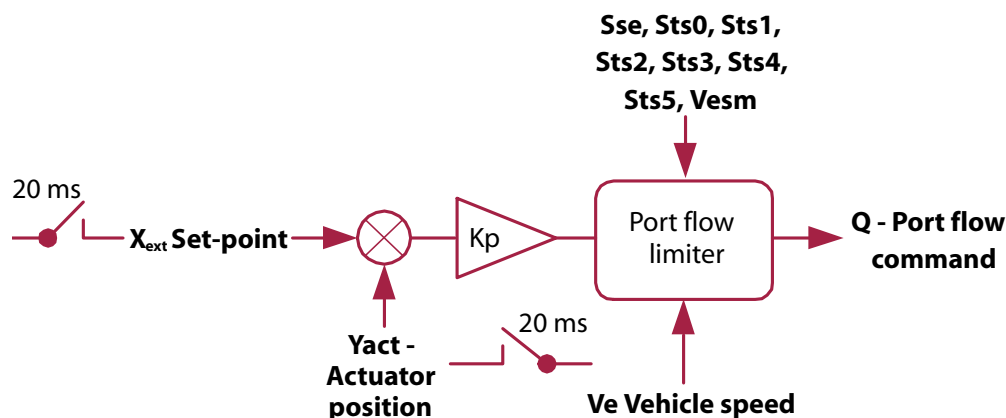 Sse, Sts0, Sts1,
Sts2, Sts3, Sts4,
Sts5, Vesm
20 ms
Xext Set-point
Kp
Port flow
limiter
Q - Port flow
command
20 ms
Yact -
Actuator
position
Ve Vehicle speed